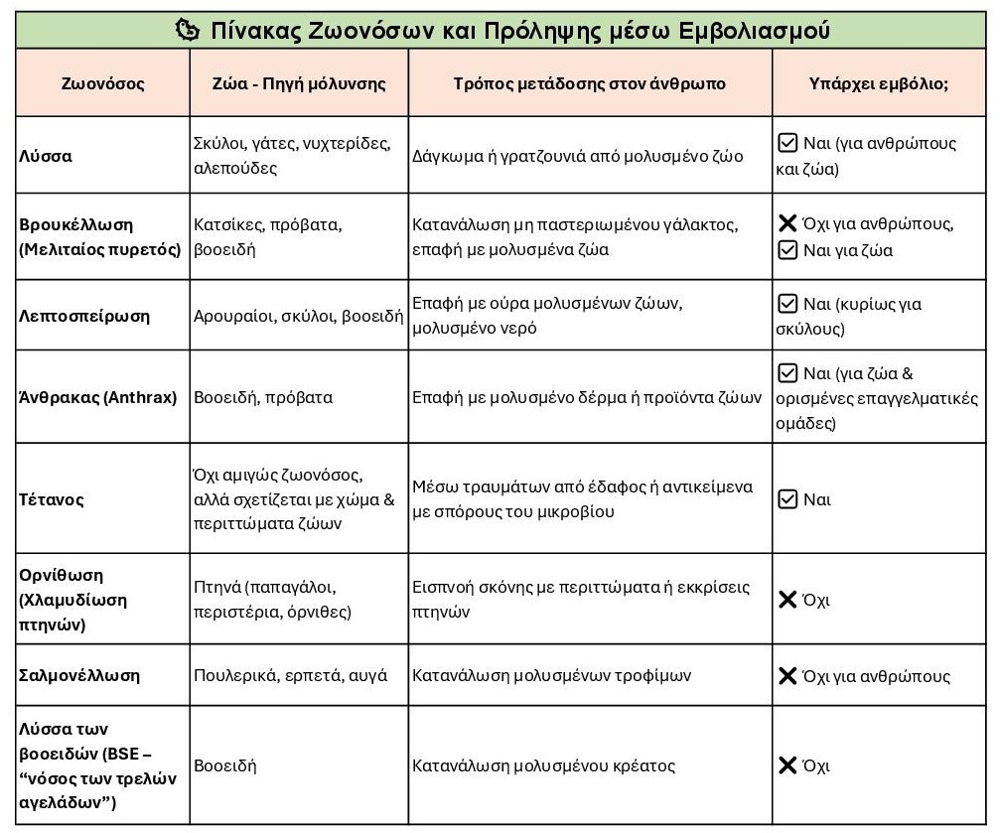 Πίνακας Ζωονόσων και Πρόληψης μέσω Εμβολιασμού
Ζωονόσος
Ζώα - Πηγή μόλυνσης
Τρόπος μετάδοσης στον άνθρωπο
Υπάρχει εμβόλιο;
Λύσσα
Σκύλοι, γάτες, νυχτερίδες,
αλεπούδες
Δάγκωμα ή γρατζουνιά από μολυσμένο ζώο
Ναι (για ανθρώπους
και ζώα)
Βρουκέλλωση
(Μελιταίος πυρετός)
Κατσίκες, πρόβατα,
βοοειδή
Κατανάλωση μη παστεριωμένου γάλακτος,
επαφή με μολυσμένα ζώα
Όχι για ανθρώπους,
Ναι για ζώα
Λεπτοσπείρωση
Αρουραίοι, σκύλοι, βοοειδή
Επαφή με ούρα μολυσμένων ζώων,
μολυσμένο νερό
Ναι (κυρίως για
σκύλους)
Άνθρακας (Anthrax)
Βοοειδή, πρόβατα
Επαφή με μολυσμένο δέρμα ή προϊόντα ζώων
Ναι (για ζώα &
ορισμένες επαγγελματικές
ομάδες)
Τέτανος
Όχι αμιγώς ζωονόσος,
αλλά σχετίζεται με χώμα &
περιττώματα ζώων
Μέσω τραυμάτων από έδαφος ή αντικείμενα
με σπόρους του μικροβίου
Ναι
Ορνίθωση
(Χλαμυδίωση
πτηνών)
Πτηνά (παπαγάλοι,
περιστέρια, όρνιθες)
Εισπνοή σκόνης με περιττώματα ή εκκρίσεις
πτηνών
Όχι
Σαλμονέλλωση
Πουλερικά, ερπετά, αυγά
Κατανάλωση μολυσμένων τροφίμων
Όχι για ανθρώπους
Λύσσα των
βοοειδών (BSE –
“νόσος των τρελών
αγελάδων”)
Βοοειδή
Κατανάλωση μολυσμένου κρέατος
Όχι